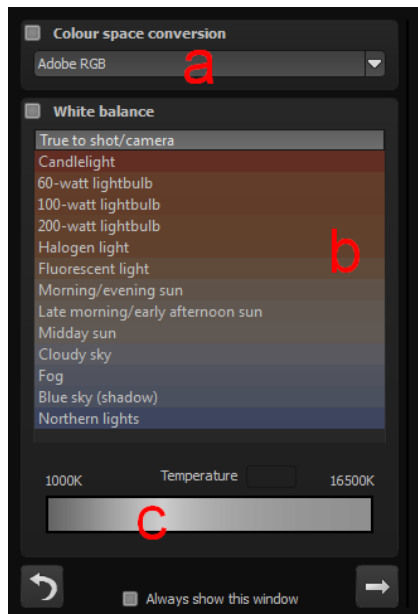 Colour space conversion
Adobe RGB
a
White balance
True to shot/camera
Candlelight
60-watt lightbulb
100-watt lightbulb
200-watt lightbulb
Halogen light
Fluorescent light
b
Morning/evening sun
Late morning/early afternoon sun
Midday sun
Cloudy sky
Fog
Blue sky (shadow)
Northern lights
1000K Temperature 16500K
c
Always show this window